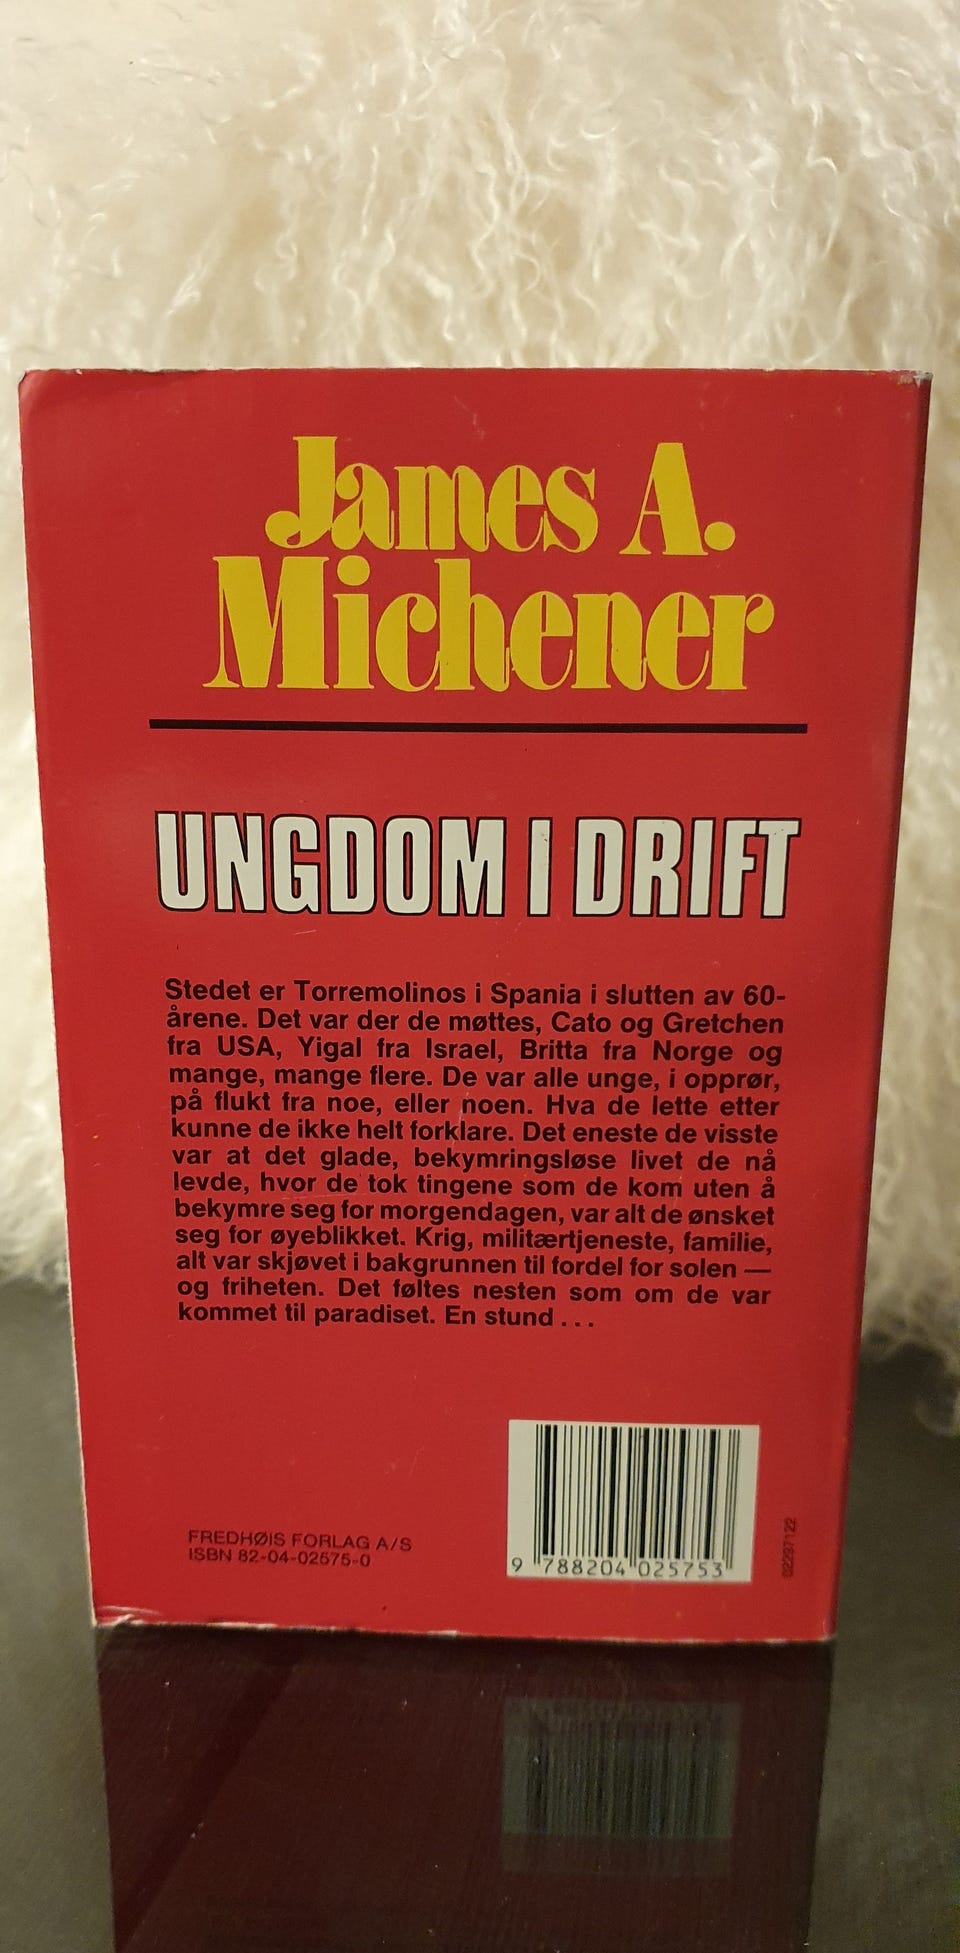 James A.
Michener
UNGDOM I DRIFT
Stedet er Torremolinos i Spania i slutten av 60-
årene. Det var der de møttes, Cato og Gretchen
fra USA, Yigal fra Israel, Britta fra Norge og
mange, mange flere. De var alle unge, i opprør,
på flukt fra noe, eller noen. Hva de lette etter
kunne de ikke helt forklare. Det eneste de visste
var at det glade, bekymringsløse livet de nå
levde, hvor de tok tingene som de kom uten å
bekymre seg for morgendagen, var alt de ønsket
seg for øyeblikket. Krig, militærtjeneste, familie,
alt var skjøvet i bakgrunnen til fordel for solen —
og friheten. Det føltes nesten som om de var
kommet til paradiset. En stund . . .
FREDHØIS FORLAG A/S
ISBN 82-04-02575-0
9 788204 025753
02297122